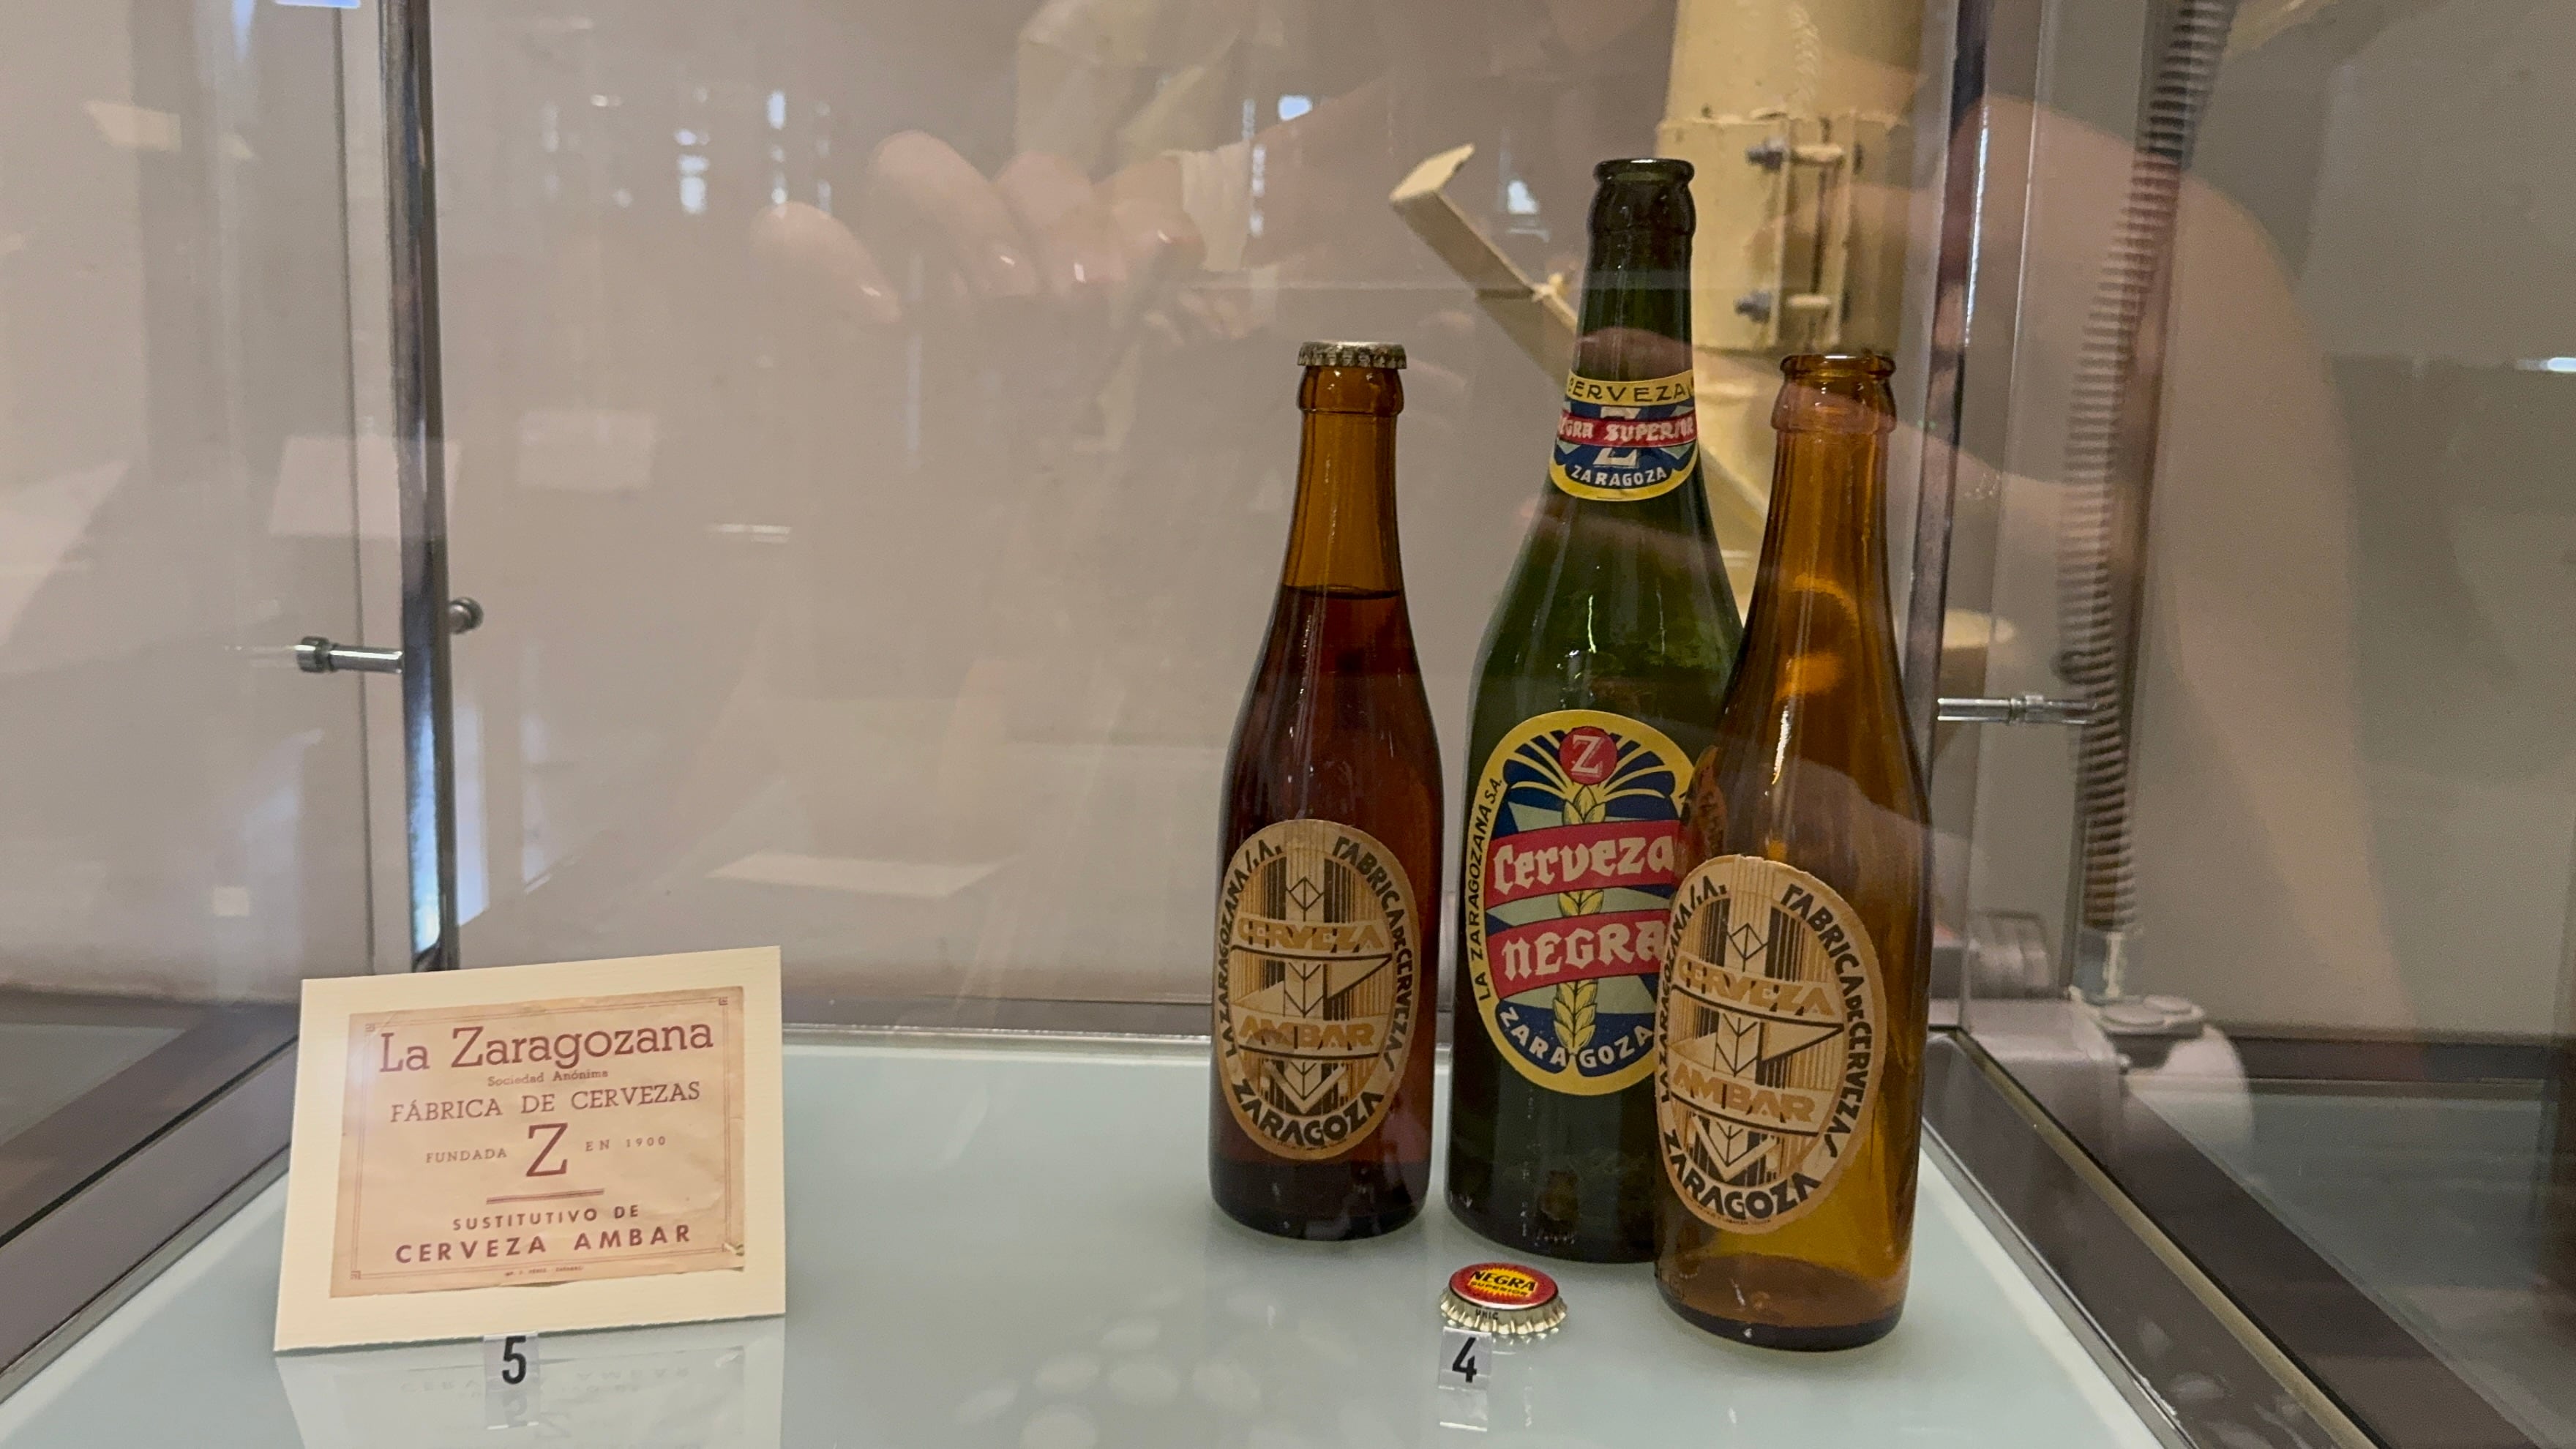 La Zaragozana
Sociedad Anónima
FÁBRICA DE CERVEZAS
FUNDADA Z EN 1900
SUSTITUTIVO DE
CERVEZA AMBAR
5
LA ZARAGOZANA S.A. FABRICA DE CERVEZAS
CERVEZA
AMBAR
ZARAGOZA
CERVEZA
NEGRA SUPERIOR
Z
ZARAGOZA
Z
LA ZARAGOZANA S.A.
Cerveza
NEGRA
ZARAGOZA
LA ZARAGOZANA S.A. FABRICA DE CERVEZAS
CERVEZA
AMBAR
ZARAGOZA
NEGRA
SUPERIOR
4